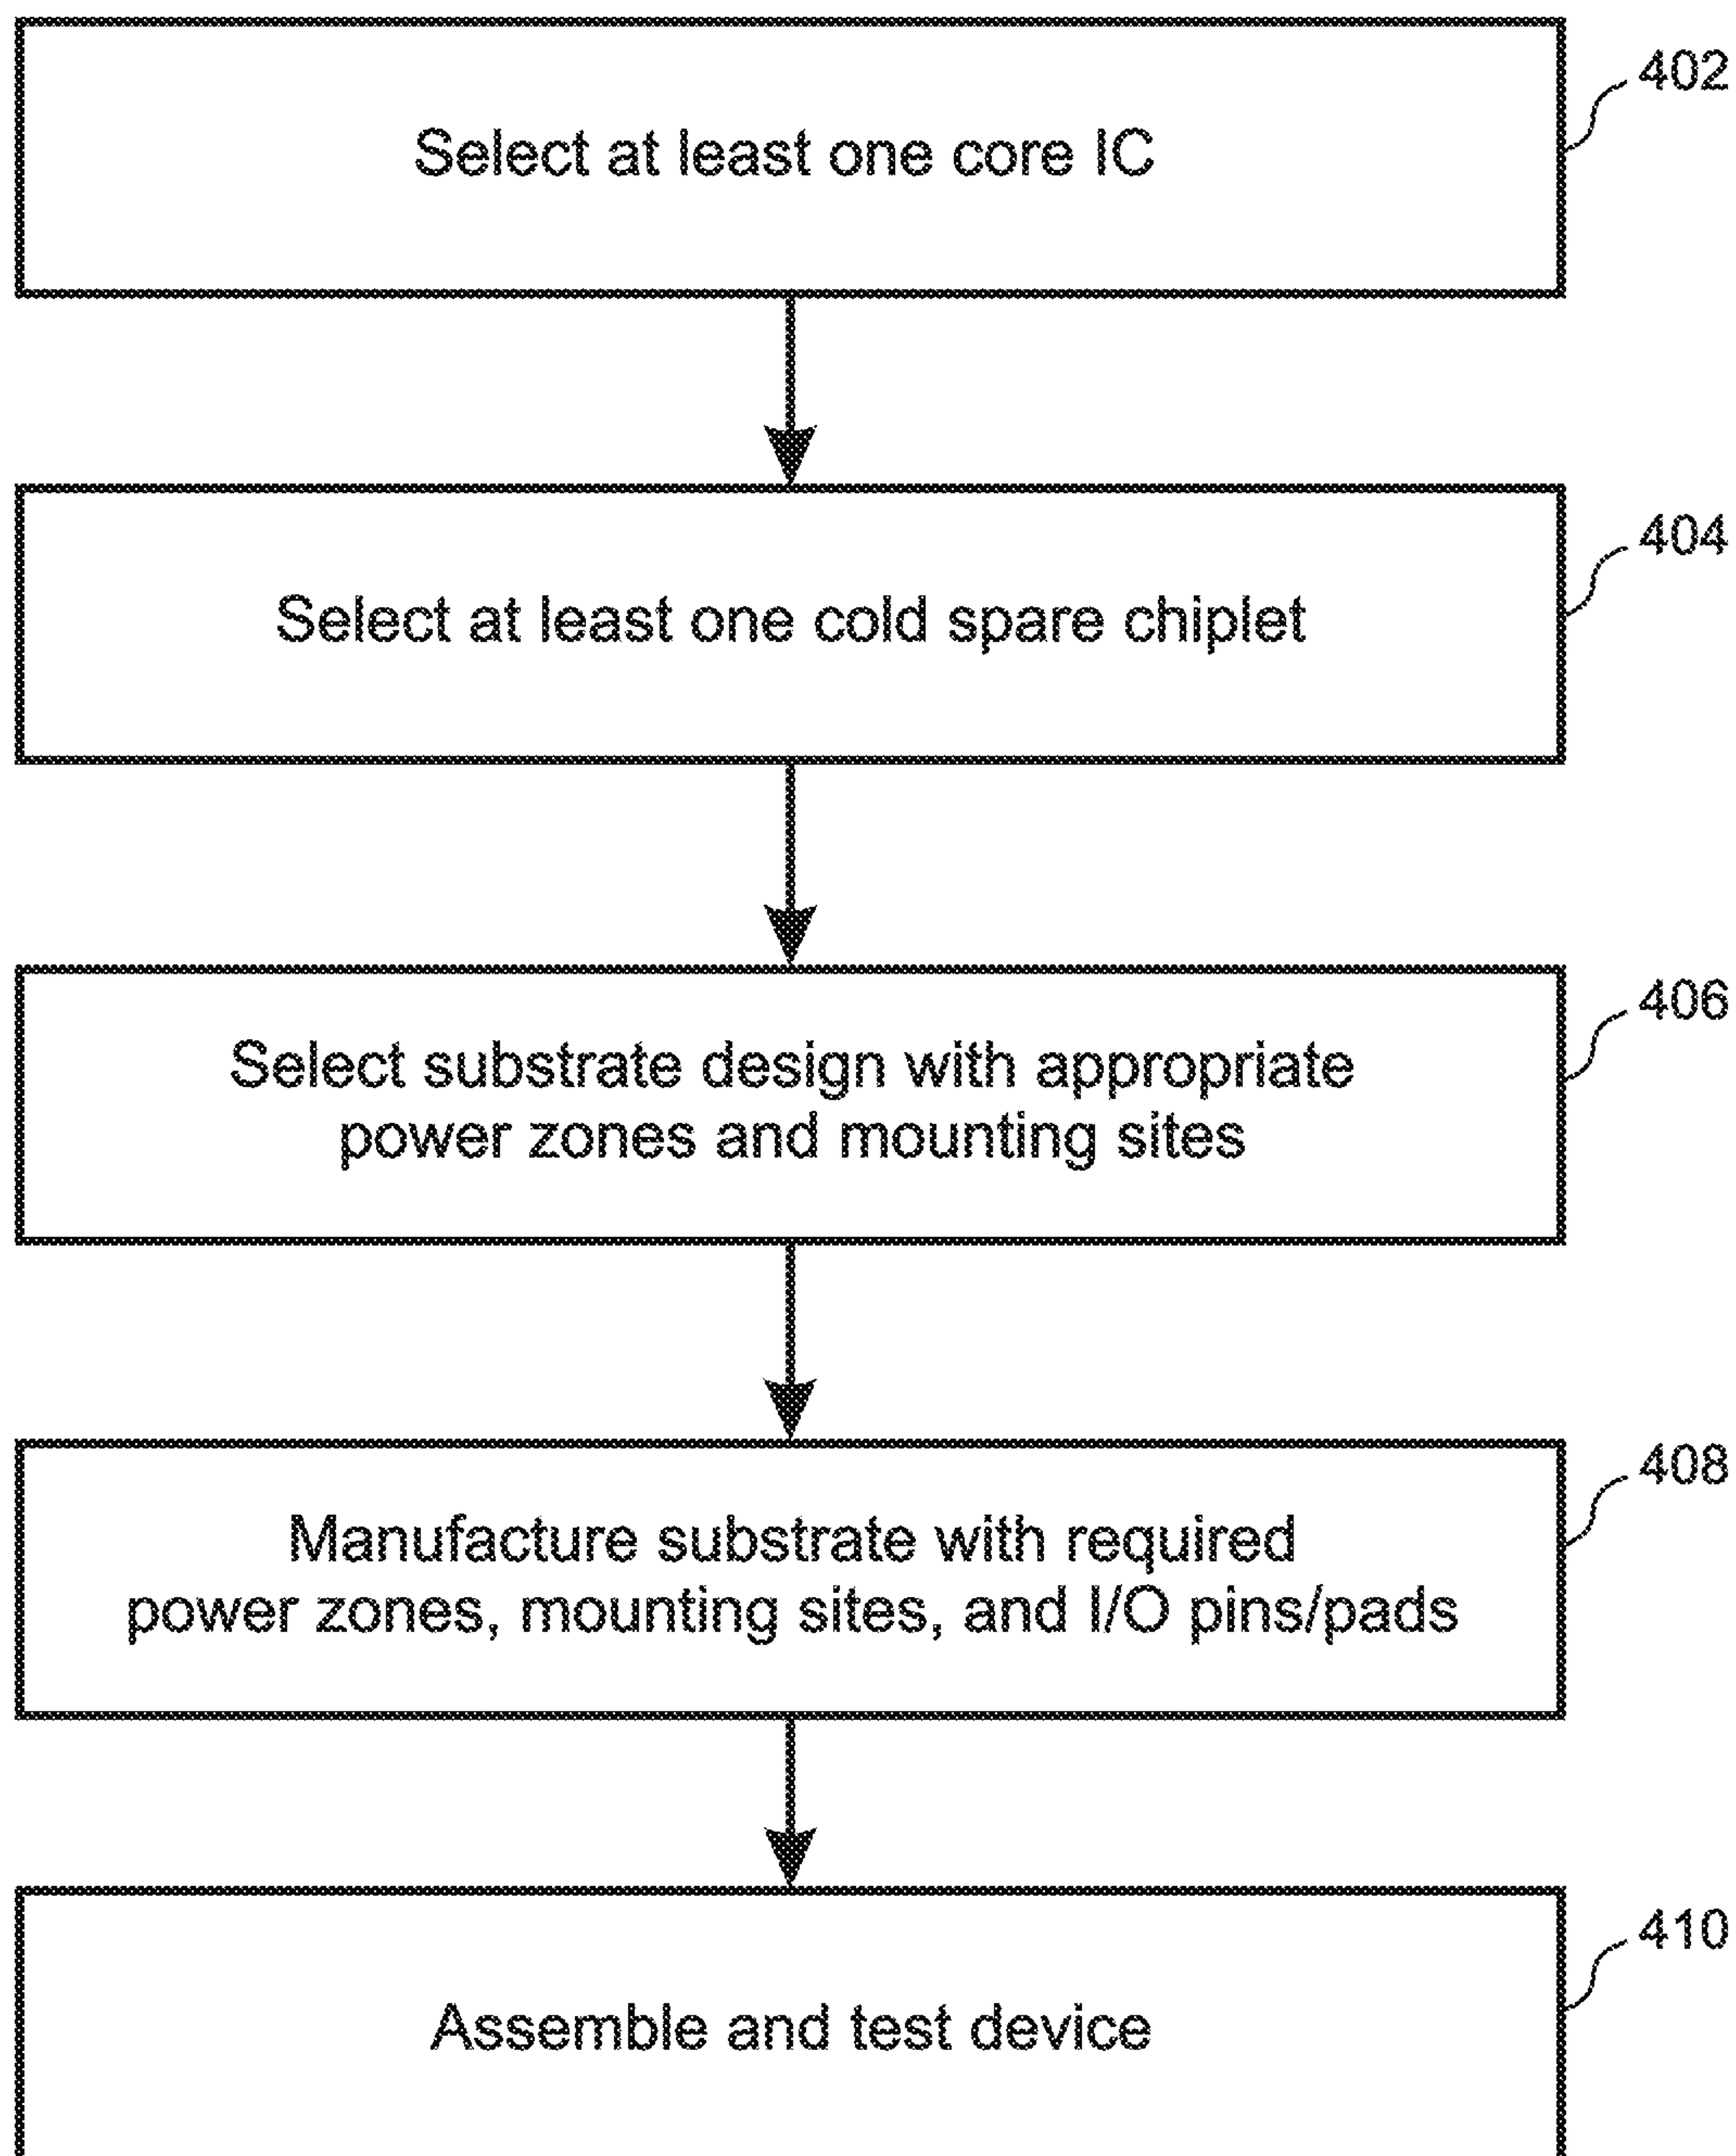 402
Select at least one core IC
404
Select at least one cold spare chiplet
406
Select substrate design with appropriate
power zones and mounting sites
408
Manufacture substrate with required
power zones, mounting sites, and I/O pins/pads
410
Assemble and test device